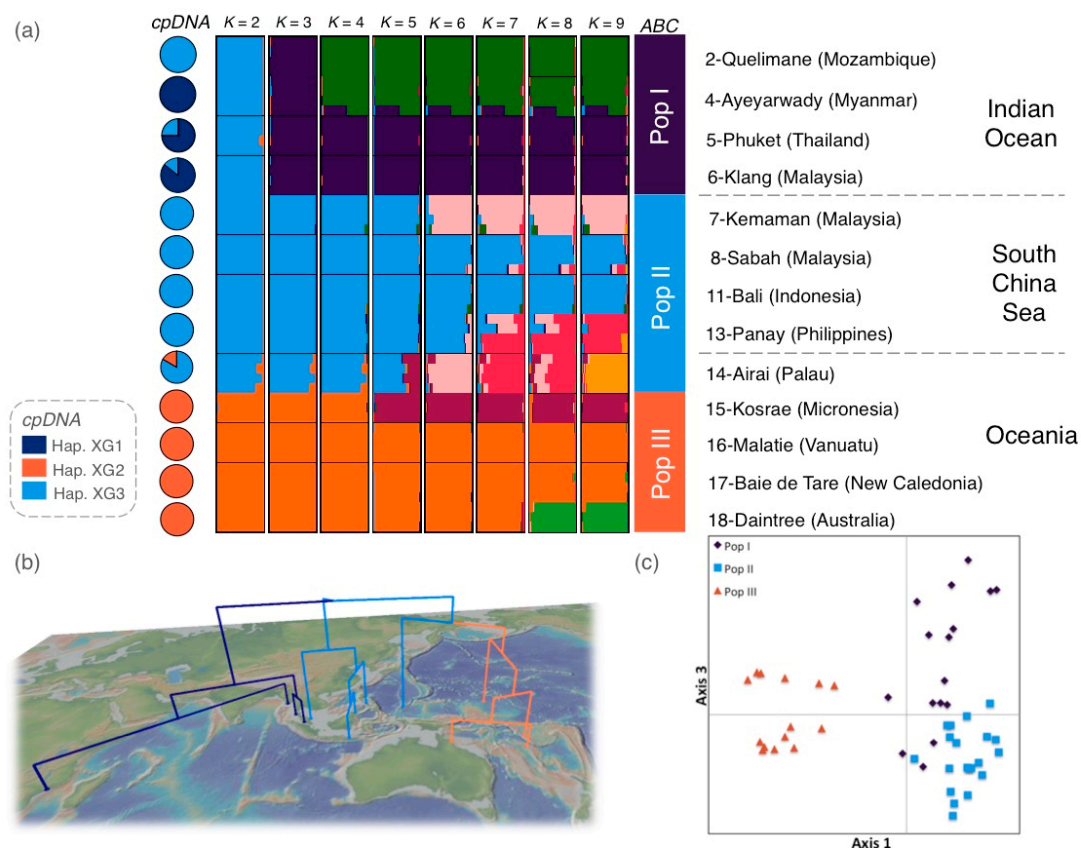 (a)
cpDNA K = 2 K = 3 K = 4 K = 5 K = 6 K = 7 K = 8 K = 9 ABC
Pop I
Pop II
Pop III
2-Quelimane (Mozambique)
4-Ayeyarwady (Myanmar)
5-Phuket (Thailand)
6-Klang (Malaysia)
Indian
Ocean
7-Kemaman (Malaysia)
8-Sabah (Malaysia)
11-Bali (Indonesia)
13-Panay (Philippines)
South
China
Sea
14-Airai (Palau)
15-Kosrae (Micronesia)
16-Malatie (Vanuatu)
17-Baie de Tare (New Caledonia)
18-Daintree (Australia)
Oceania
cpDNA
Hap. XG1
Hap. XG2
Hap. XG3
(b)
(c)
Pop I
Pop II
Pop III
Axis 3
Axis 1